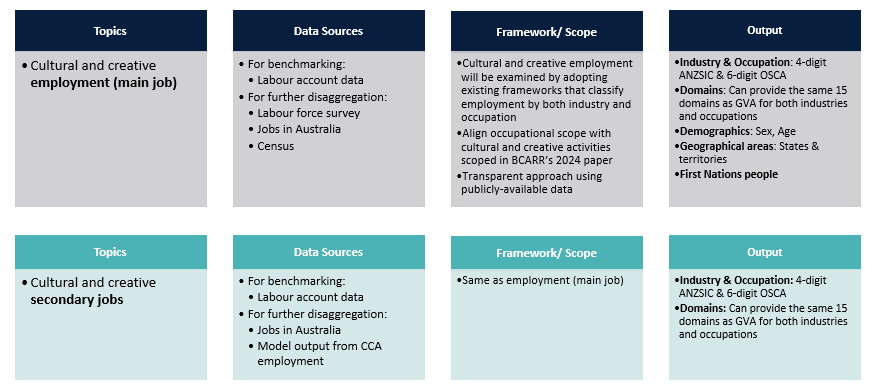 Topics
• Cultural and creative
employment (main job)
Data Sources
• For benchmarking:
• Labour account data
• For further disaggregation:
• Labour force survey
• Jobs in Australia
• Census
Framework/ Scope
•Cultural and creative employment
will be examined by adopting
existing frameworks that classify
employment by both industry and
occupation
•Align occupational scope with
cultural and creative activities
scoped in BCARR's 2024 paper
•Transparent approach using
publicly-available data
Output
•Industry & Occupation: 4-digit
ANZSIC & 6-digit OSCA
•Domains: Can provide the same 15
domains as GVA for both industries
and occupations
•Demographics: Sex, Age
•Geographical areas: States &
territories
•First Nations people
Topics
• Cultural and creative
secondary jobs
Data Sources
• For benchmarking:
• Labour account data
• For further disaggregation:
• Jobs in Australia
• Model output from CCA
employment
Framework/ Scope
•Same as employment (main job)
Output
•Industry & Occupation: 4-digit
ANZSIC & 6-digit OSCA
•Domains: Can provide the same 15
domains as GVA for both industries
and occupations